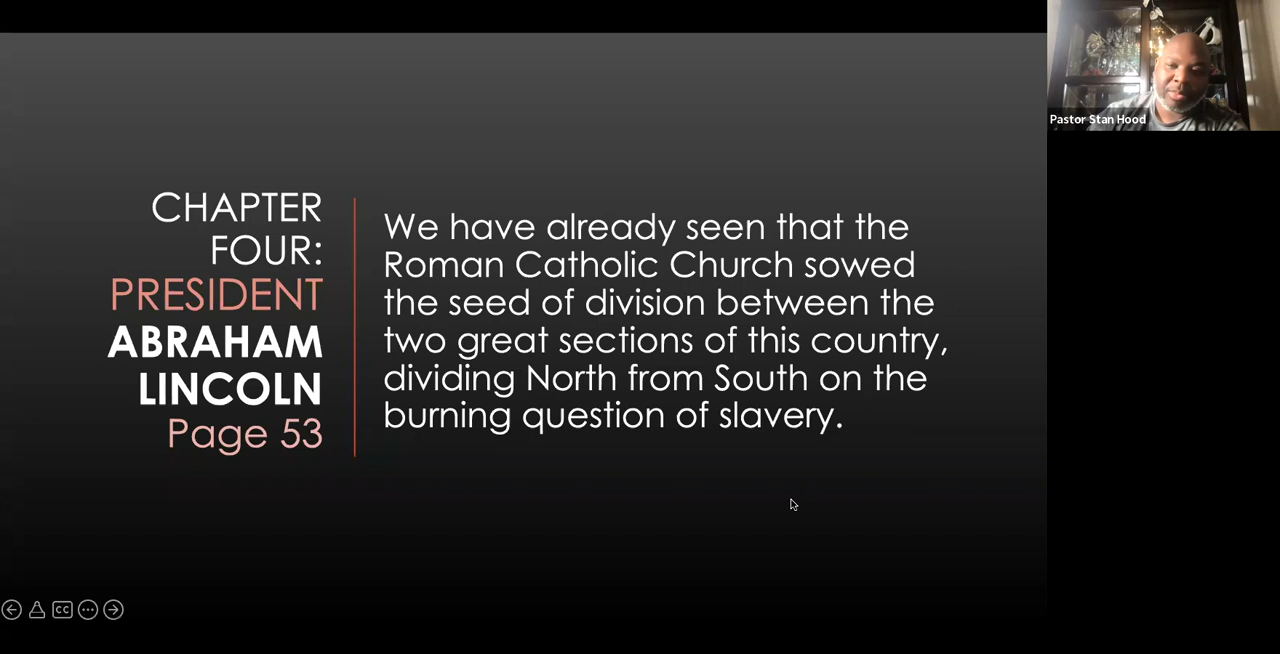 CHAPTER
FOUR:
PRESIDENT
ABRAHAM
LINCOLN
Page 53
We have already seen that the
Roman Catholic Church sowed
the seed of division between the
two great sections of this country,
dividing North from South on the
burning question of slavery.
Pastor Stan Hood
CC